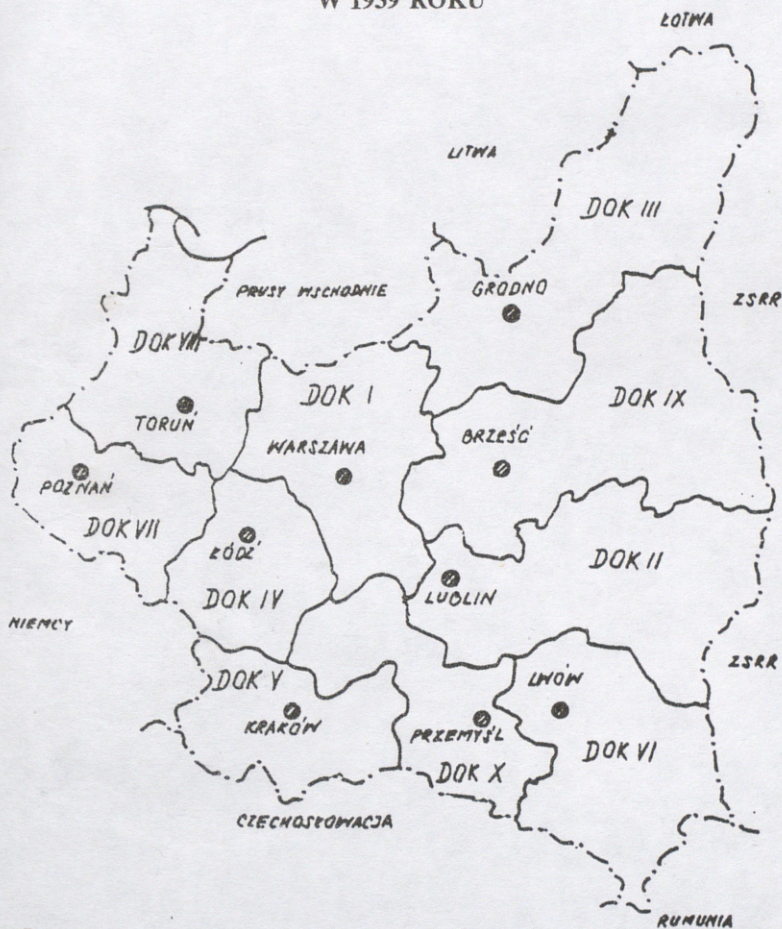 W 1939 ROKU
ŁOTWA
LITWA
DOK III
PRUSY WSCHODNIE
GRODNO
ZSRR
DOK VIII
DOK I
DOK IX
TORUŃ
WARSZAWA
BRZEŚĆ
POZNAŃ
DOK VII
ŁÓDŹ
DOK II
LUBLIN
DOK IV
NIEMCY
ZSRR
DOK V
LWÓW
KRAKÓW
PRZEMYŚL
DOK VI
DOK X
CZECHOSŁOWACJA
RUMUNIA